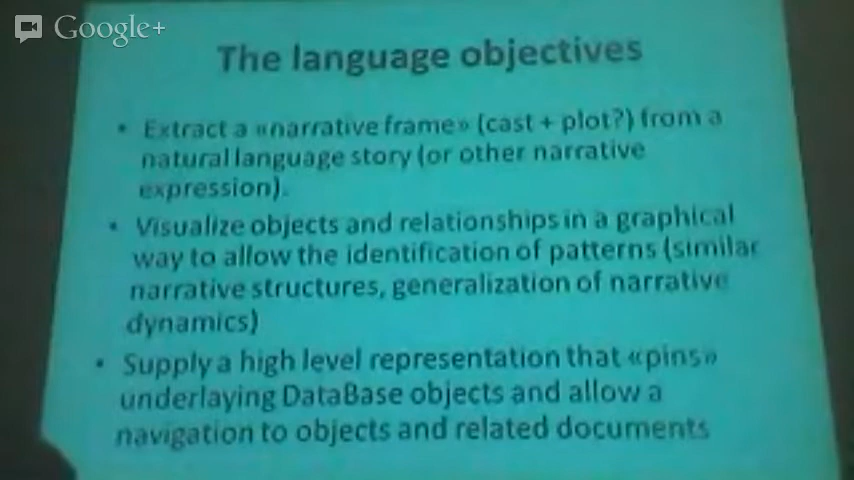 Google+
The language objectives
• Extract a «narrative frame» (cast + plot?) from a
natural language story (or other narrative
expression).
• Visualize objects and relationships in a graphical
way to allow the identification of patterns (similar
narrative structures, generalization of narrative
dynamics)
• Supply a high level representation that «pins»
underlaying DataBase objects and allow a
navigation to objects and related documents